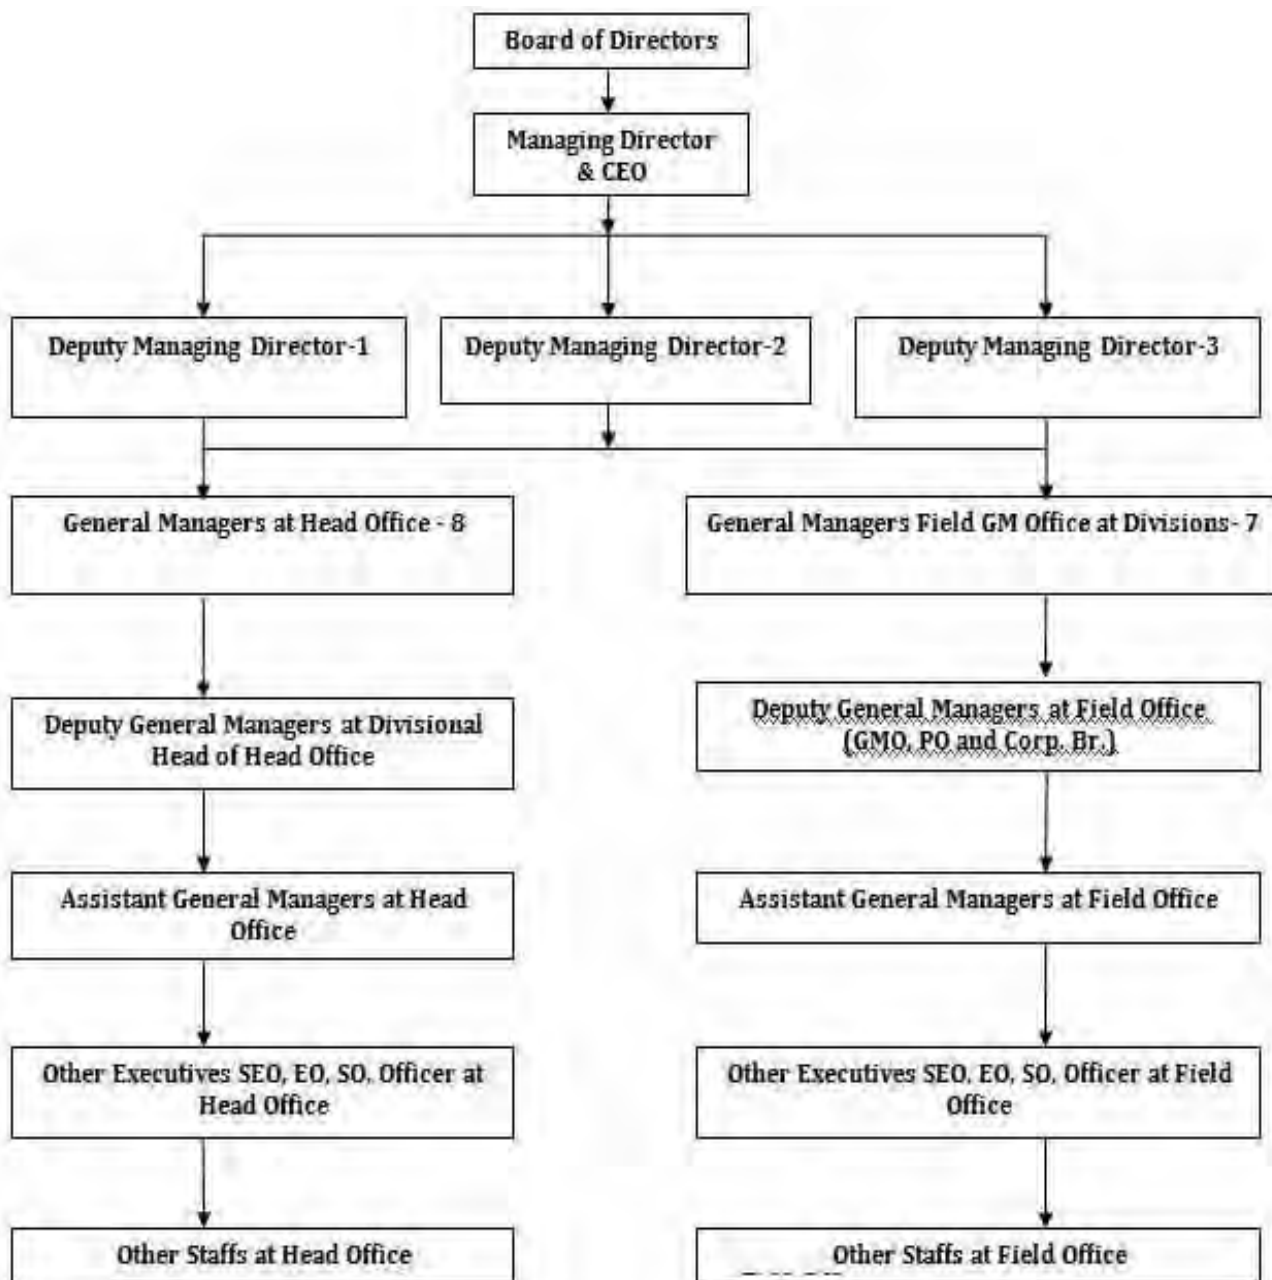 Board of Directors
Managing Director
& CEO
Deputy Managing Director-1
Deputy Managing Director-2
Deputy Managing Director-3
General Managers at Head Office - 8
General Managers Field GM Office at Divisions- 7
Deputy General Managers at Divisional
Head of Head Office
Deputy General Managers at Field Office
(GMO, PO and Corp. Br.)
Assistant General Managers at Head
Office
Assistant General Managers at Field Office
Other Executives SEO, EO, SO, Officer at
Head Office
Other Executives SEO, EO, SO, Officer at Field
Office
Other Staffs at Head Office
Other Staffs at Field Office